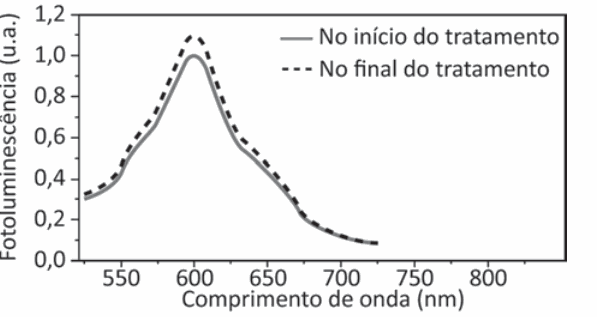 Fotoluminescência (u.a.)
1,2
1,0
0,8
0,6
0,4
0,2
0,0
No início do tratamento
No final do tratamento
550 600 650 700 750 800
Comprimento de onda (nm)